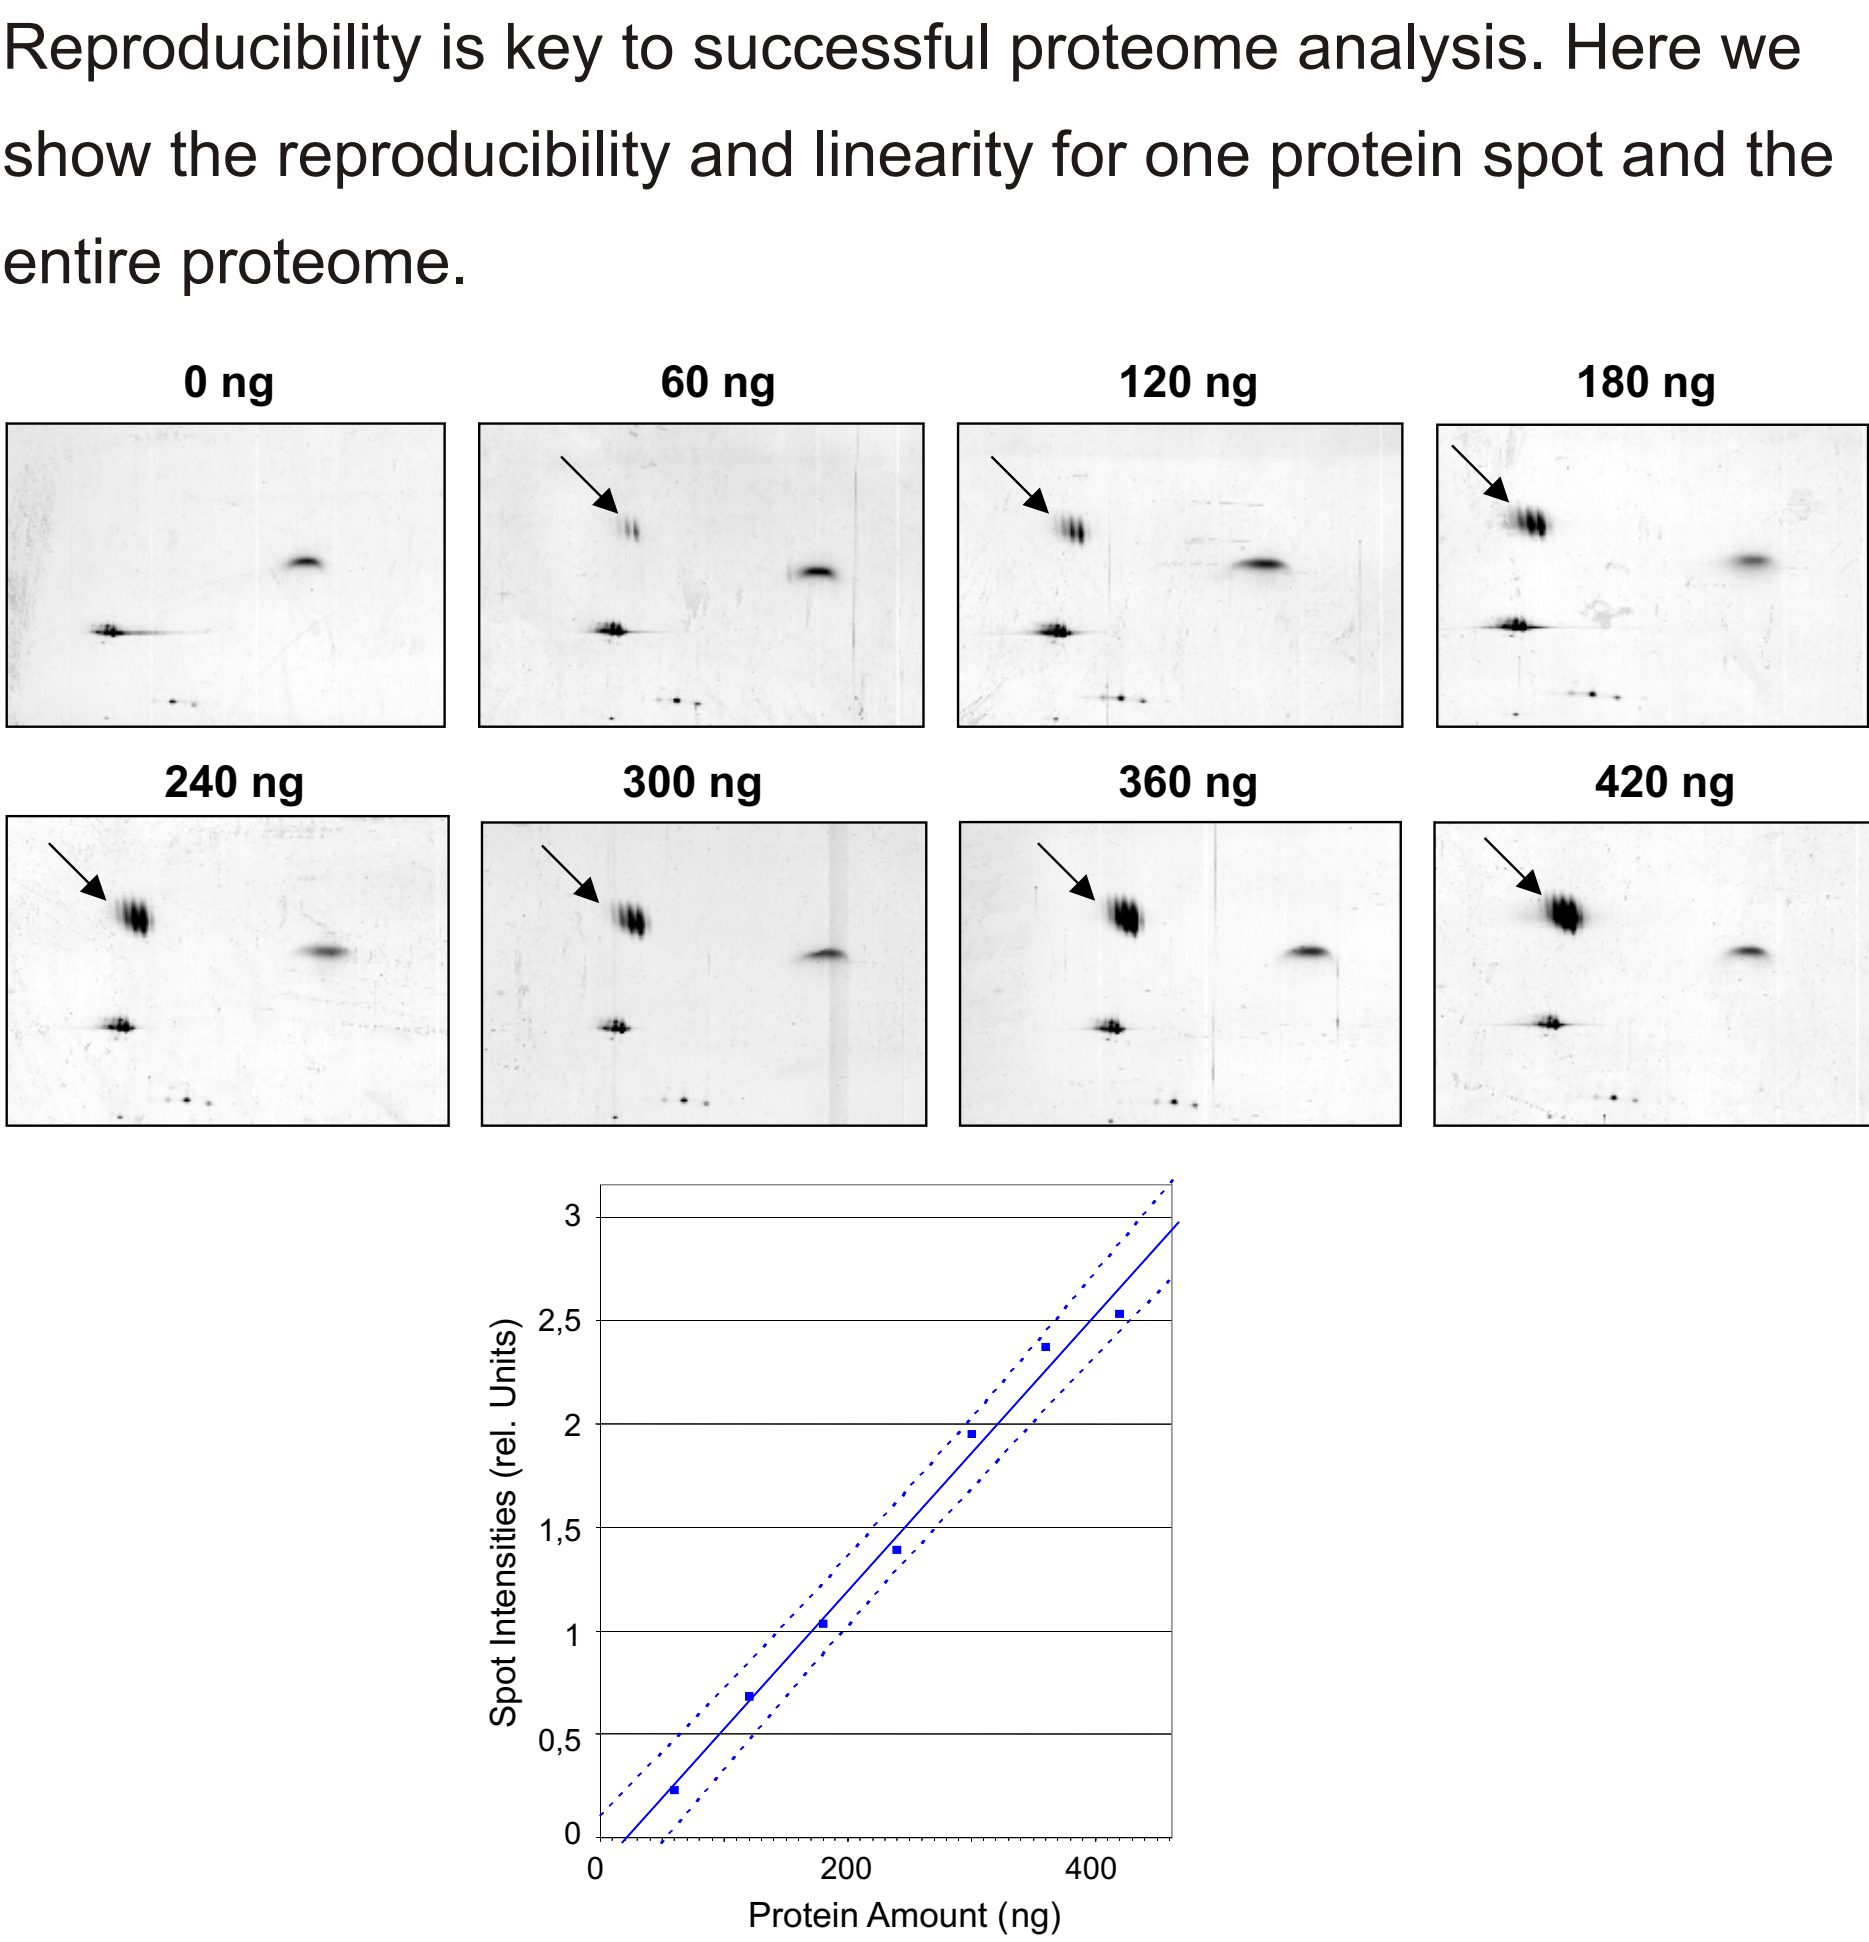 Reproducibility is key to successful proteome analysis. Here we
show the reproducibility and linearity for one protein spot and the
entire proteome.
0 ng
60 ng
120 ng
180 ng
240 ng
300 ng
360 ng
420 ng
3
2,5
2
1,5
1
0,5
0
Spot Intensities (rel. Units)
0
200
400
Protein Amount (ng)